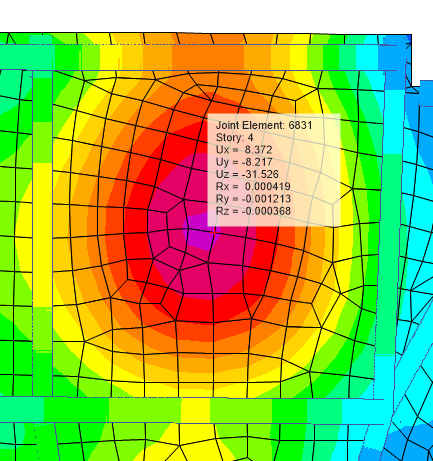 Joint Element: 6831
Story: 4
Ux = 8.372
Uy = -8.217
Uz = -31.526
Rx = 0.000419
Ry = -0.001213
Rz = -0.000368